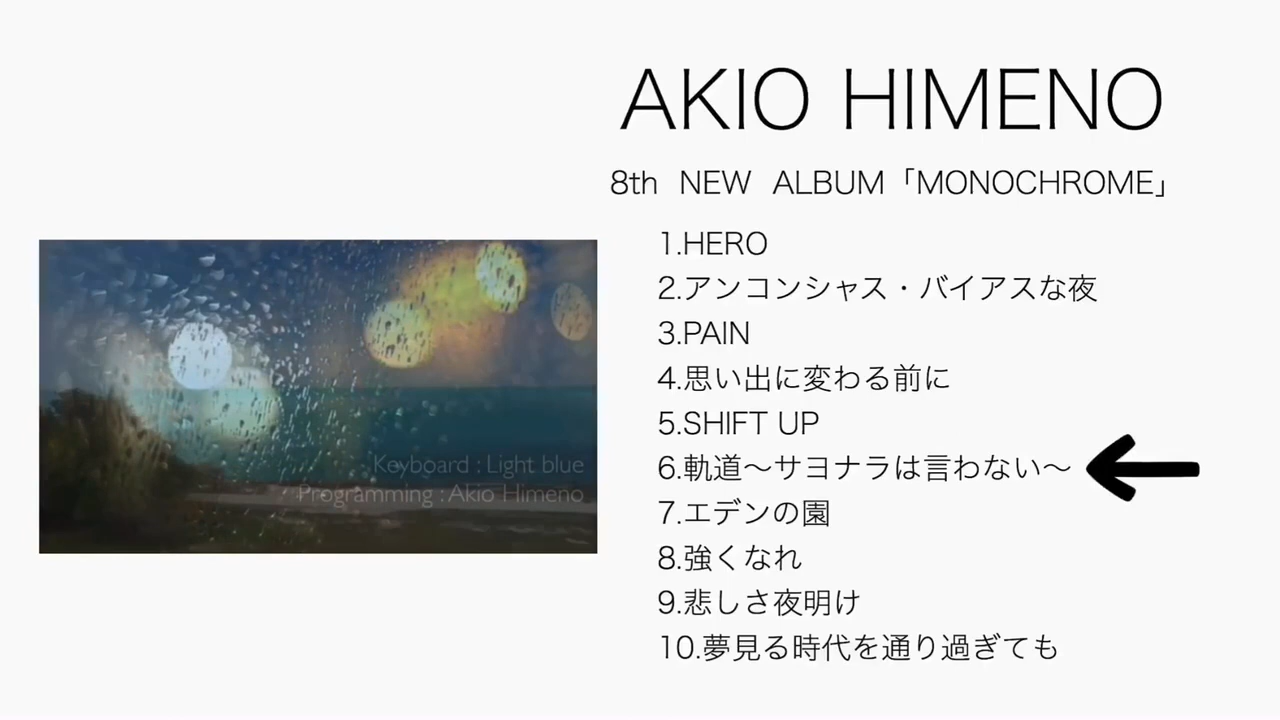 AKIO HIMENO
8th NEW ALBUM「MONOCHROME」
1.HERO
2.アンコンシャス・バイアスな夜
3.PAIN
4.思い出に変わる前に
5.SHIFT UP
6.軌道～サヨナラは言わない～
7.エデンの園
8.強くなれ
9.悲しさ夜明け
10.夢見る時代を通り過ぎても
Keyboard : Light blue
Programming : Akio Himeno